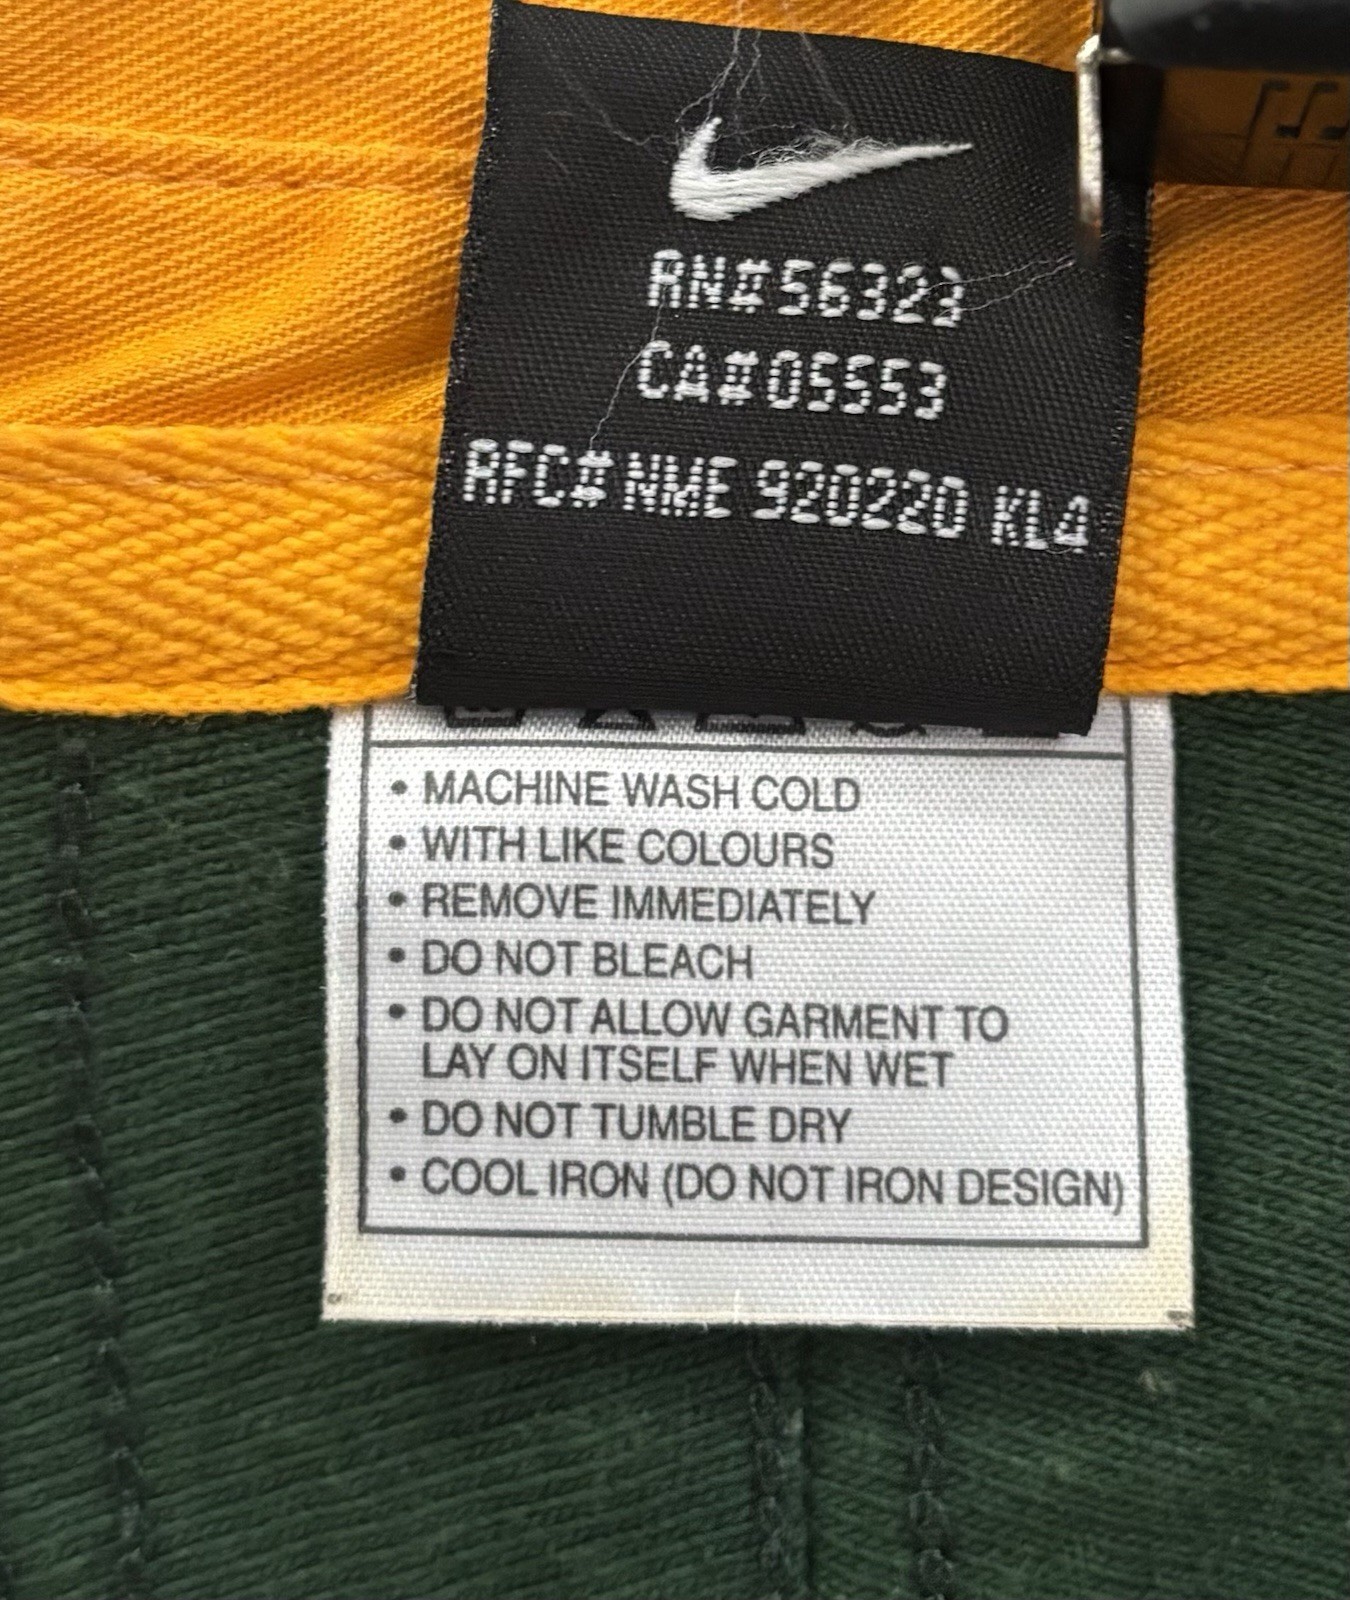 RN#56323
CA#05553
RFC# NME 920220 KL4
• MACHINE WASH COLD
• WITH LIKE COLOURS
• REMOVE IMMEDIATELY
• DO NOT BLEACH
• DO NOT ALLOW GARMENT TO
LAY ON ITSELF WHEN WET
• DO NOT TUMBLE DRY
• COOL IRON (DO NOT IRON DESIGN)